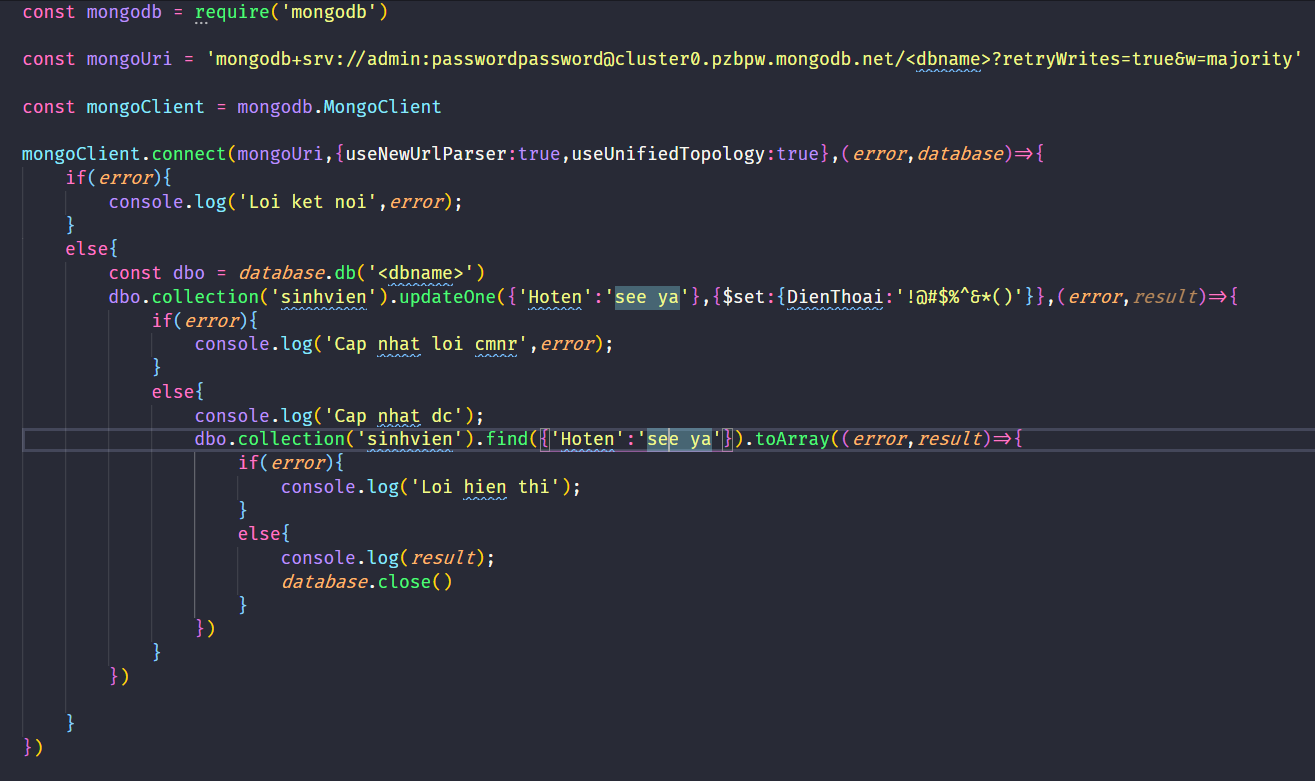 const mongodb = require('mongodb')
const mongoUri = 'mongodb+srv://admin:passwordpassword@cluster0.pzbpw.mongodb.net/<dbname>?retryWrites=true&w=majority'
const mongoClient = mongodb.MongoClient
mongoClient.connect(mongoUri,{useNewUrlParser:true,useUnifiedTopology:true},(error,database)=>{
    if(error){
        console.log('Loi ket noi',error);
    }
    else{
        const dbo = database.db('<dbname>')
        dbo.collection('sinhvien').updateOne({'Hoten':'see ya'},{$set:{DienThoai:'!@#$%^&*()'}},(error,result)=>{
            if(error){
                console.log('Cap nhat loi cmnr',error);
            }
            else{
                console.log('Cap nhat dc');
                dbo.collection('sinhvien').find({'Hoten':'see ya'}).toArray((error,result)=>{
                    if(error){
                        console.log('Loi hien thi');
                    }
                    else{
                        console.log(result);
                        database.close()
                    }
                })
            }
        })
    }
})